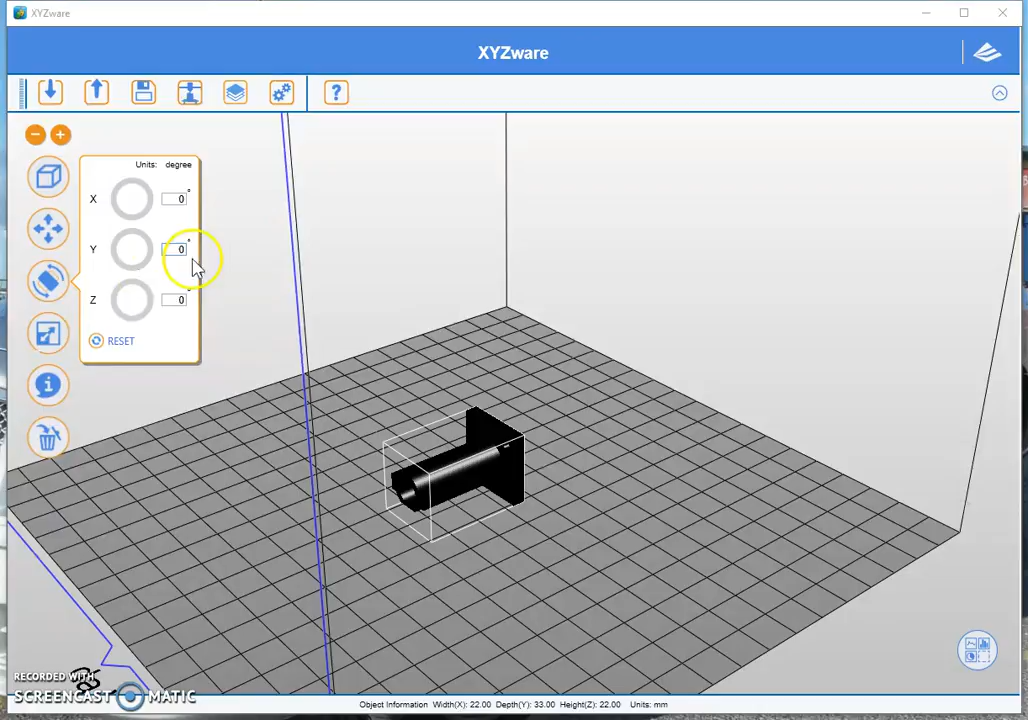 XYZware
XYZware
?
Units: degree
X 0°
Y 0°
Z 0
RESET
RECORDED WITH
SCREENCAST MATIC
Object Information Width(X): 22.00 Depth(Y): 33.00 Height(Z): 22.00 Units: mm